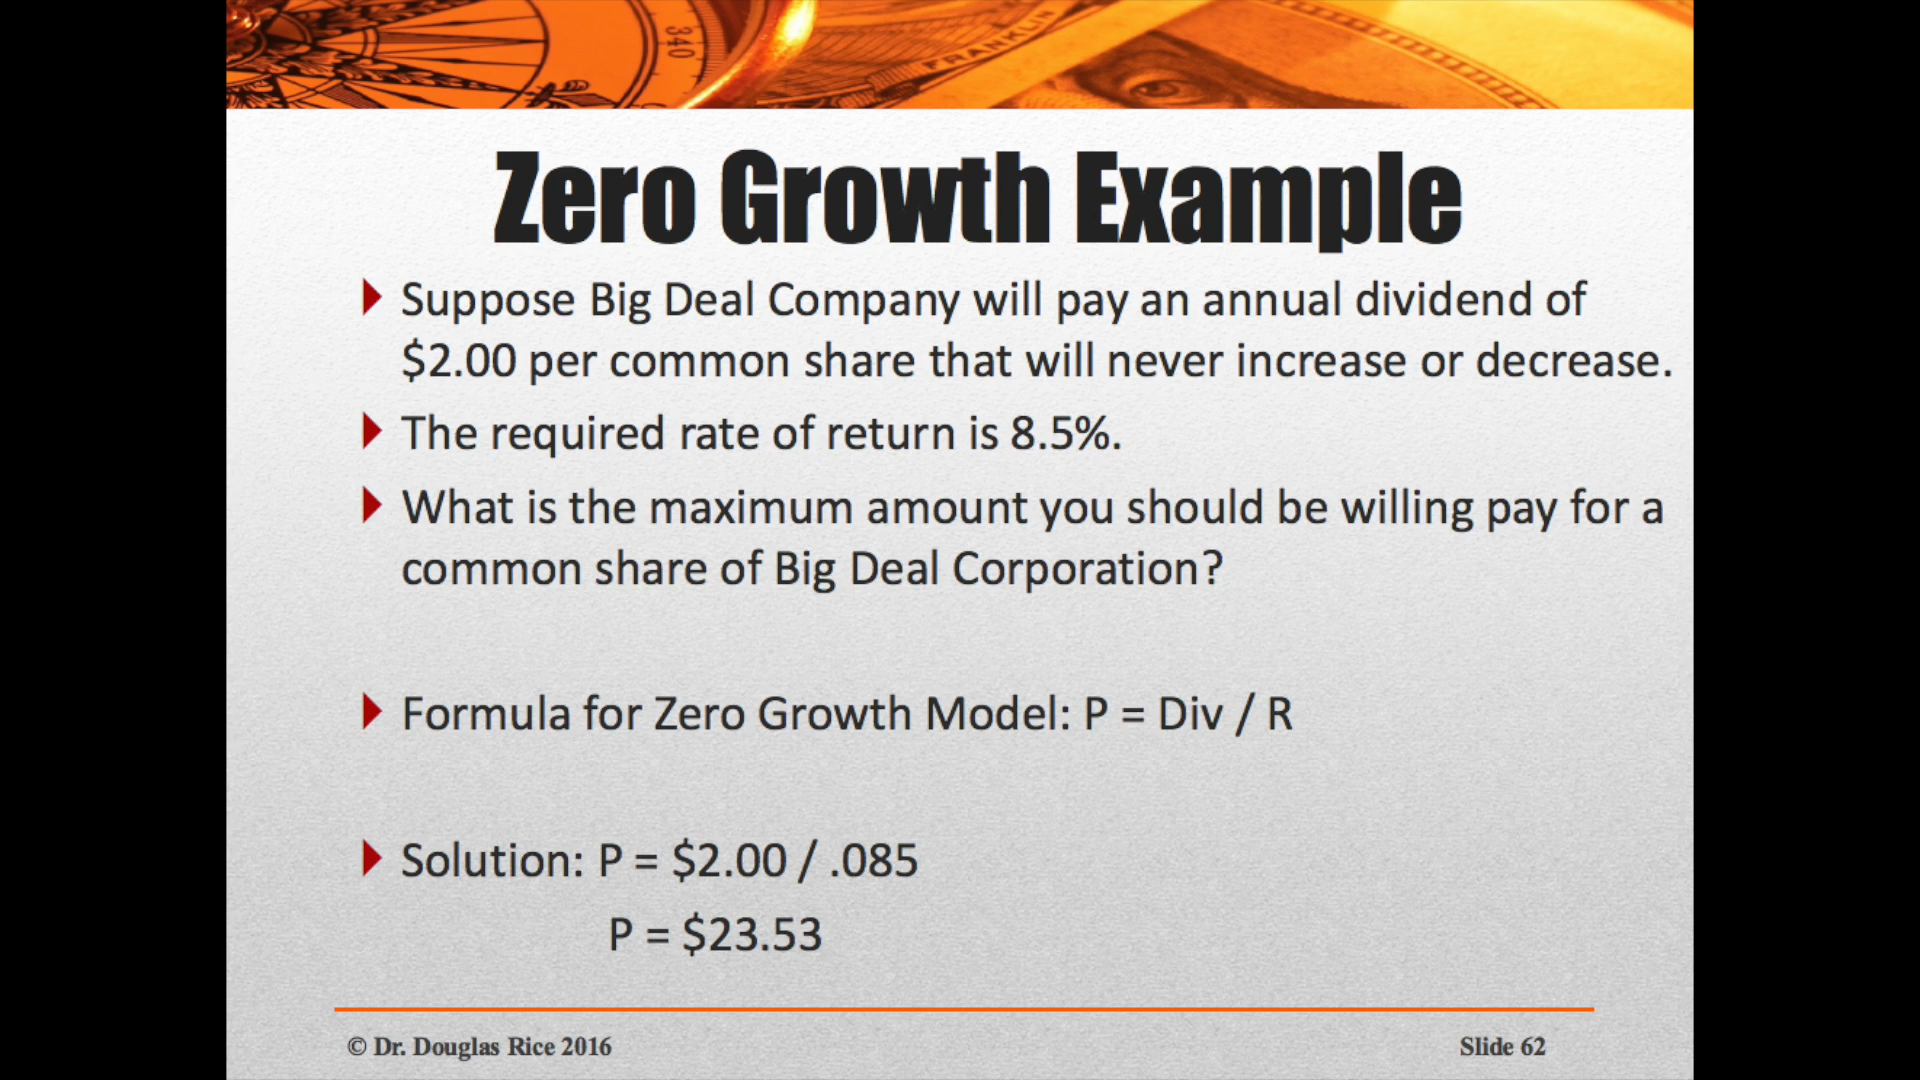 340
FRANKLIN
Zero Growth Example
Suppose Big Deal Company will pay an annual dividend of
$2.00 per common share that will never increase or decrease.
The required rate of return is 8.5%.
What is the maximum amount you should be willing pay for a
common share of Big Deal Corporation?
Formula for Zero Growth Model: P = Div / R
Solution: P = $2.00 / .085
P = $23.53
© Dr. Douglas Rice 2016
Slide 62